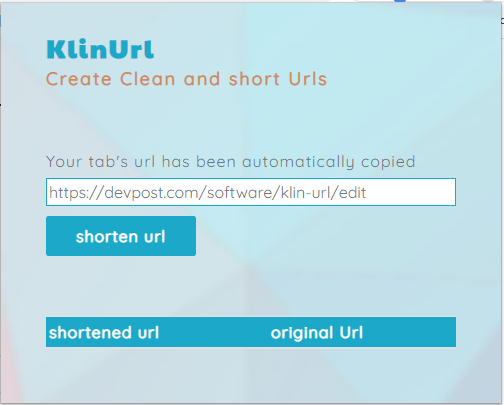 KlinUrl
Create Clean and short Urls
Your tab's url has been automatically copied
https://devpost.com/software/klin-url/edit
shorten url
shortened url original Url